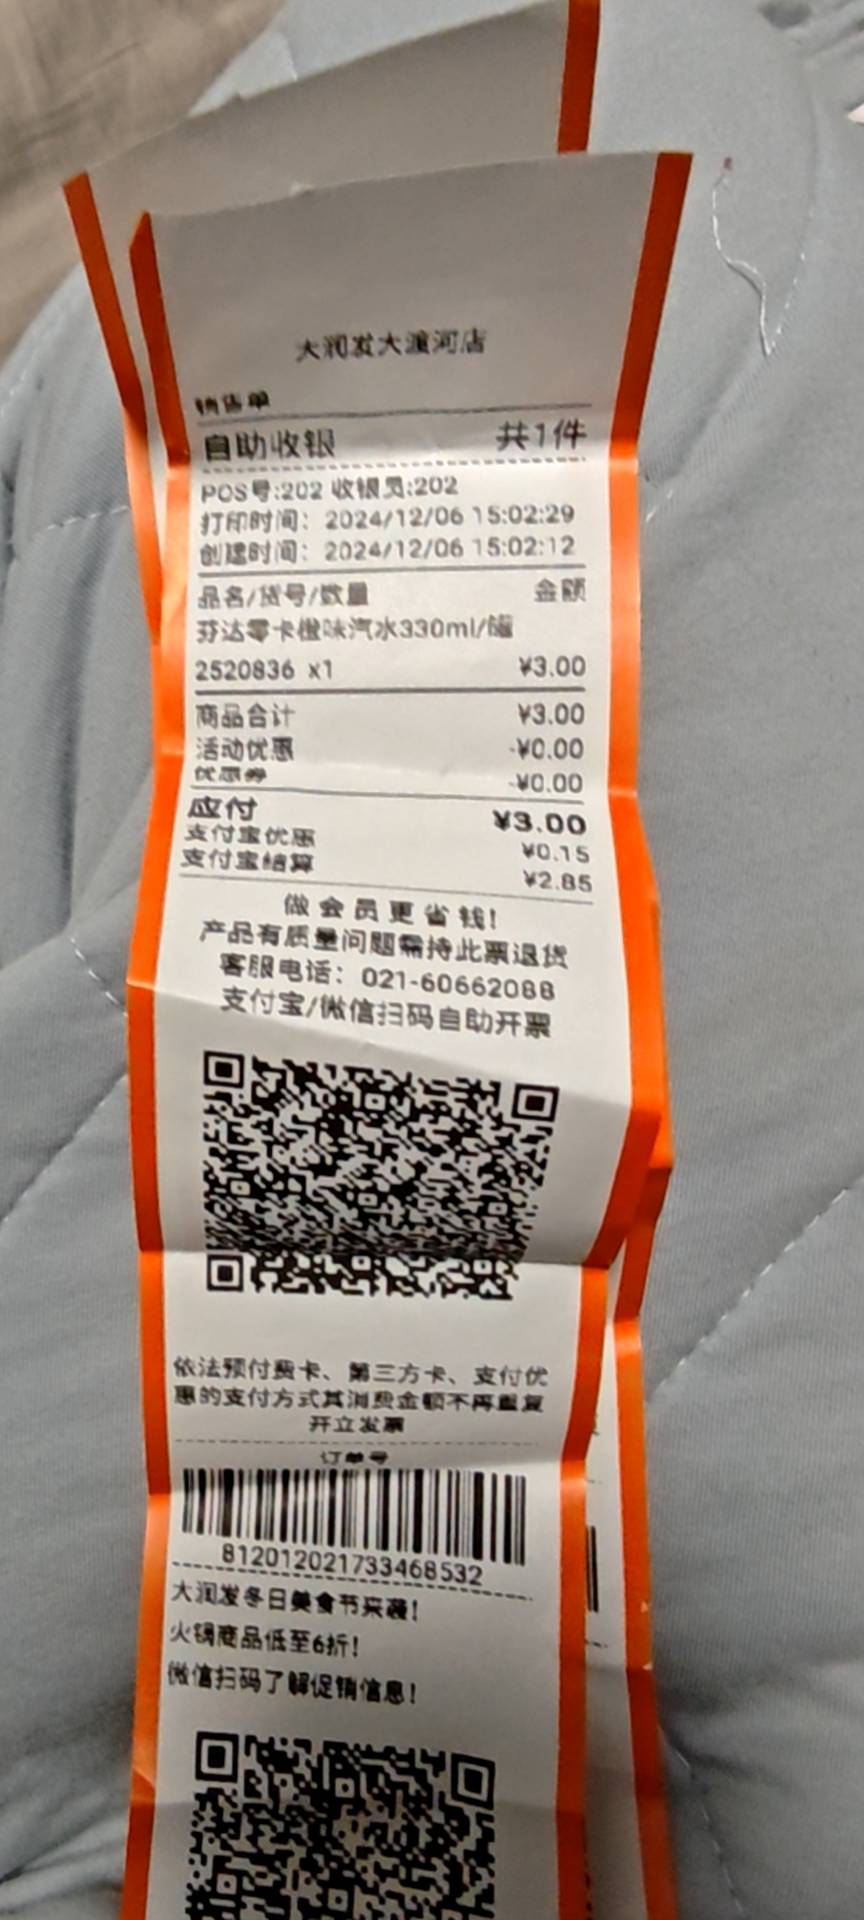 大润发大渡河店
销售单
自助收银 共1件
POS号:202 收银员:202
打印时间: 2024/12/06 15:02:29
创建时间: 2024/12/06 15:02:12
品名/货号/数量 金额
芬达零卡橙味汽水330ml/罐
2520836 x1 ¥3.00
商品合计 ¥3.00
活动优惠 -¥0.00
优惠券 -¥0.00
应付 ¥3.00
支付宝优惠 ¥0.15
支付宝结算 ¥2.85
做会员更省钱!
产品有质量问题需持此票退货
客服电话: 021-60662088
支付宝/微信扫码自助开票
依法预付费卡、第三方卡、支付优
惠的支付方式其消费金额不再重复
开立发票
订单号
812012021733468532
大润发冬日美食节来袭!
火锅商品低至6折!
微信扫码了解促销信息!